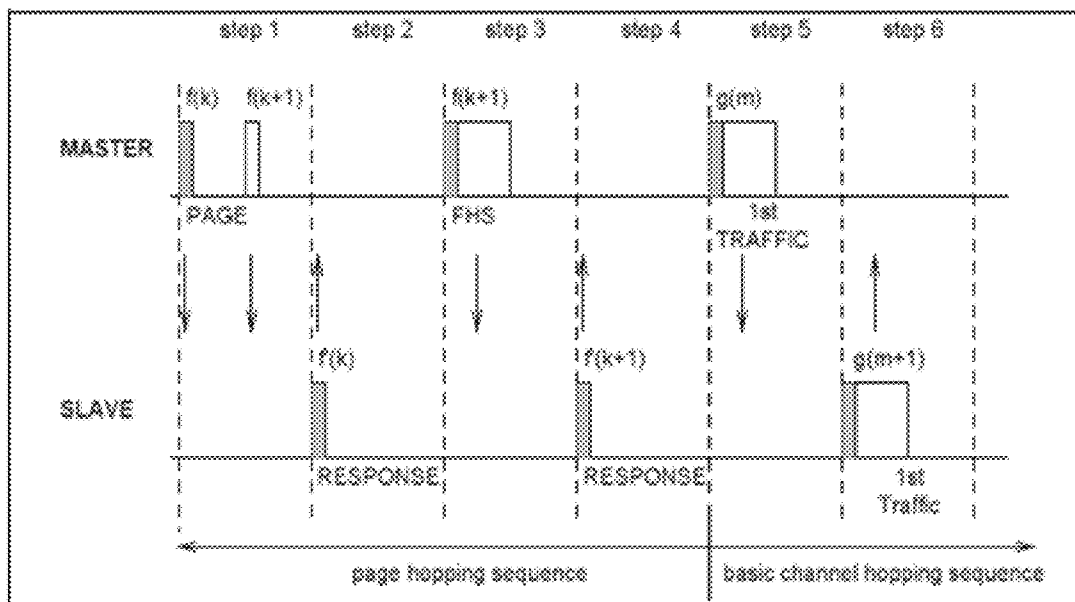 step 1 step 2 step 3 step 4 step 5 step 6
f(k) f(k+1) f(k+1) g(m)
MASTER
PAGE FHS 1st
TRAFFIC
f'(k) f'(k+1) g(m+1)
SLAVE
RESPONSE RESPONSE 1st
Traffic
page hopping sequence basic channel hopping sequence